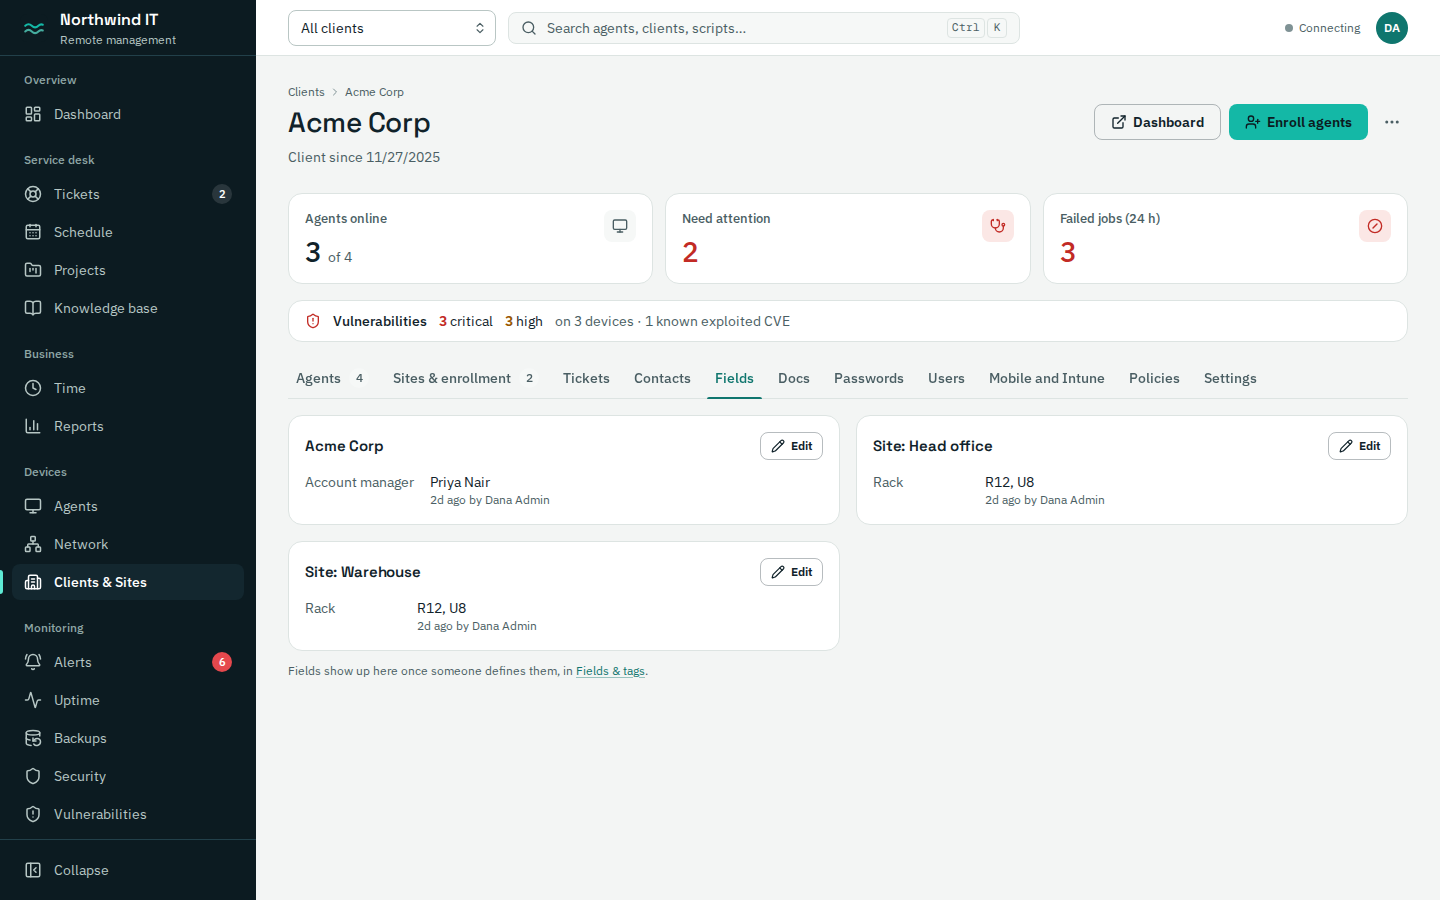 Northwind IT
Remote management
Overview
Dashboard
Service desk
Tickets 2
Schedule
Projects
Knowledge base
Business
Time
Reports
Devices
Agents
Network
Clients & Sites
Monitoring
Alerts 6
Uptime
Backups
Security
Vulnerabilities
Collapse
All clients
Search agents, clients, scripts... Ctrl K
Connecting DA
Clients Acme Corp
Acme Corp
Client since 11/27/2025
Dashboard Enroll agents
Agents online
3 of 4
Need attention
2
Failed jobs (24 h)
3
Vulnerabilities 3 critical 3 high on 3 devices · 1 known exploited CVE
Agents 4 Sites & enrollment 2 Tickets Contacts Fields Docs Passwords Users Mobile and Intune Policies Settings
Acme Corp Edit
Account manager Priya Nair
2d ago by Dana Admin
Site: Head office Edit
Rack R12, U8
2d ago by Dana Admin
Site: Warehouse Edit
Rack R12, U8
2d ago by Dana Admin
Fields show up here once someone defines them, in Fields & tags.